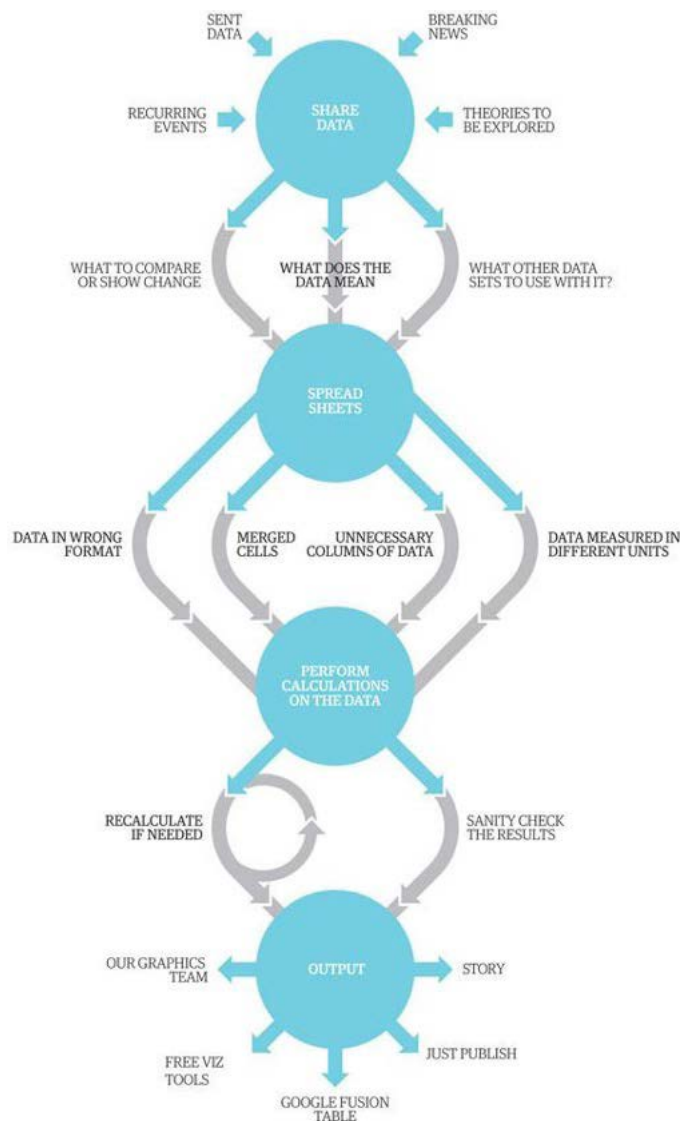 SENT
DATA
BREAKING
NEWS
RECURRING
EVENTS
SHARE
DATA
THEORIES TO
BE EXPLORED
WHAT TO COMPARE
OR SHOW CHANGE
WHAT DOES THE
DATA MEAN
WHAT OTHER DATA
SETS TO USE WITH IT?
SPREAD
SHEETS
DATA IN WRONG
FORMAT
MERGED
CELLS
UNNECESSARY
COLUMNS OF DATA
DATA MEASURED IN
DIFFERENT UNITS
PERFORM
CALCULATIONS
ON THE DATA
RECALCULATE
IF NEEDED
SANITY CHECK
THE RESULTS
OUR GRAPHICS
TEAM
OUTPUT
STORY
FREE VIZ
TOOLS
JUST PUBLISH
GOOGLE FUSION
TABLE